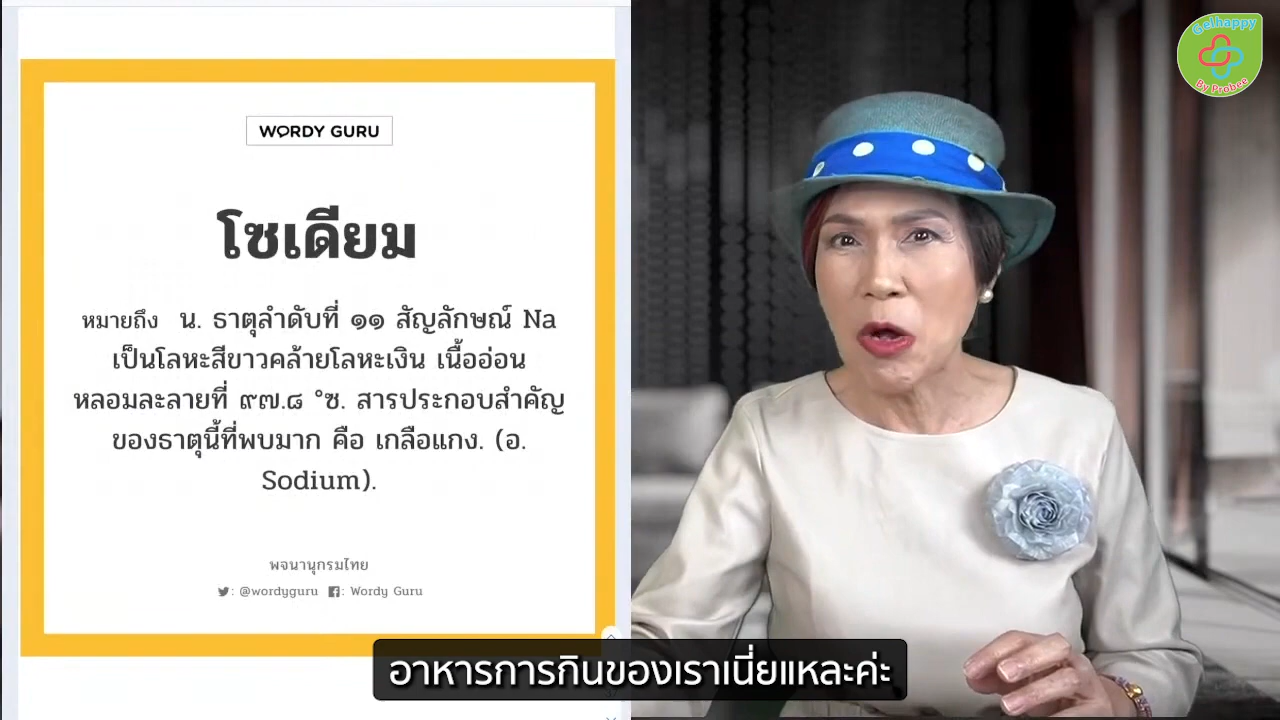 WORDY GURU
โซเดียม
หมายถึง น. ธาตุลำดับที่ ๑๑ สัญลักษณ์ Na
เป็นโลหะสีขาวคล้ายโลหะเงิน เนื้ออ่อน
หลอมละลายที่ ๙๗.๘ °ซ. สารประกอบสำคัญ
ของธาตุนี้ที่พบมาก คือ เกลือแกง. (อ.
Sodium).
พจนานุกรมไทย
: @wordyguru : Wordy Guru
Gelhappy
By Probee
อาหารการกินของเราเนี่ยแหละค่ะ